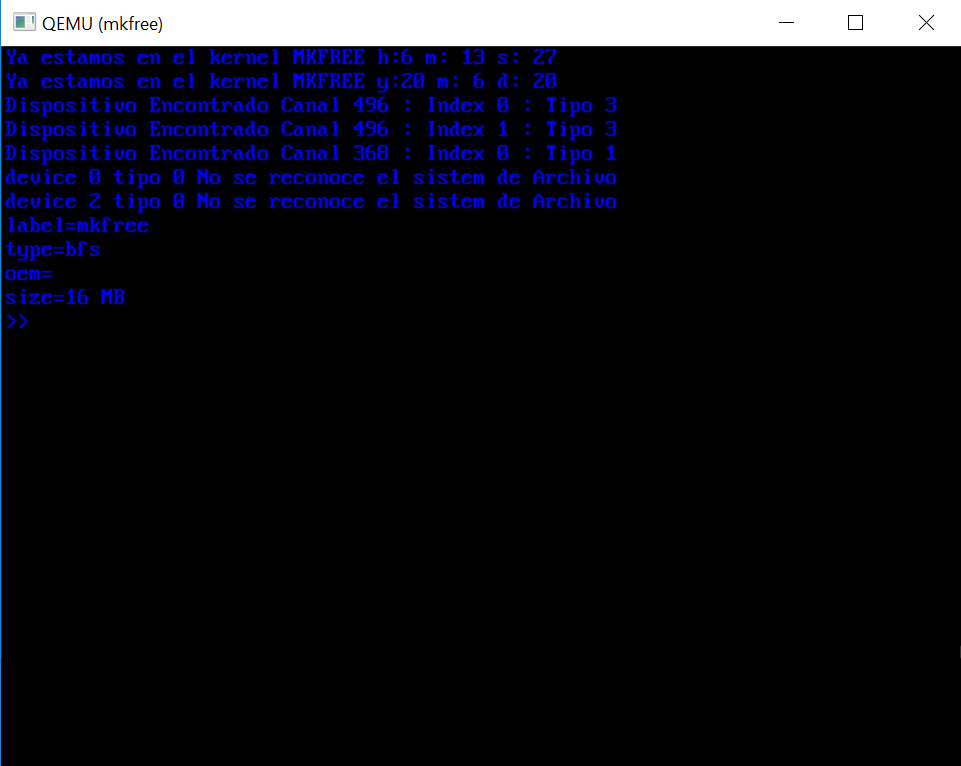 QEMU (mkfree)
Ya estamos en el kernel MKFREE h:6 m: 13 s: 27
Ya estamos en el kernel MKFREE y:20 m: 6 d: 20
Dispositivo Encontrado Canal 496 : Index 0 : Tipo 3
Dispositivo Encontrado Canal 496 : Index 1 : Tipo 3
Dispositivo Encontrado Canal 368 : Index 0 : Tipo 1
device 0 tipo 0 No se reconoce el sistem de Archivo
device 2 tipo 0 No se reconoce el sistem de Archivo
label=mkfree
type=bfs
oem=
size=16 MB
>>